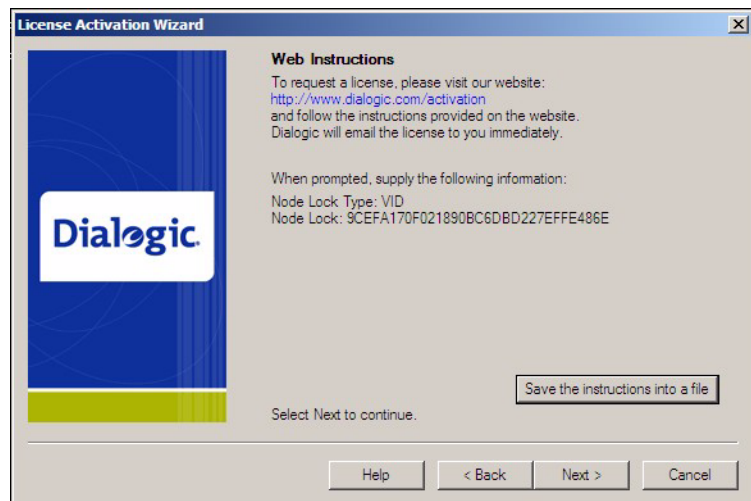 License Activation Wizard
Web Instructions
To request a license, please visit our website:
http://www.dialogic.com/activation
and follow the instructions provided on the website.
Dialogic will email the license to you immediately.
When prompted, supply the following information:
Node Lock Type: VID
Node Lock: 9CEFA170F021890BC6DBD227EFFE486E
Dialogic.
Save the instructions into a file
Select Next to continue.
Help
< Back
Next >
Cancel